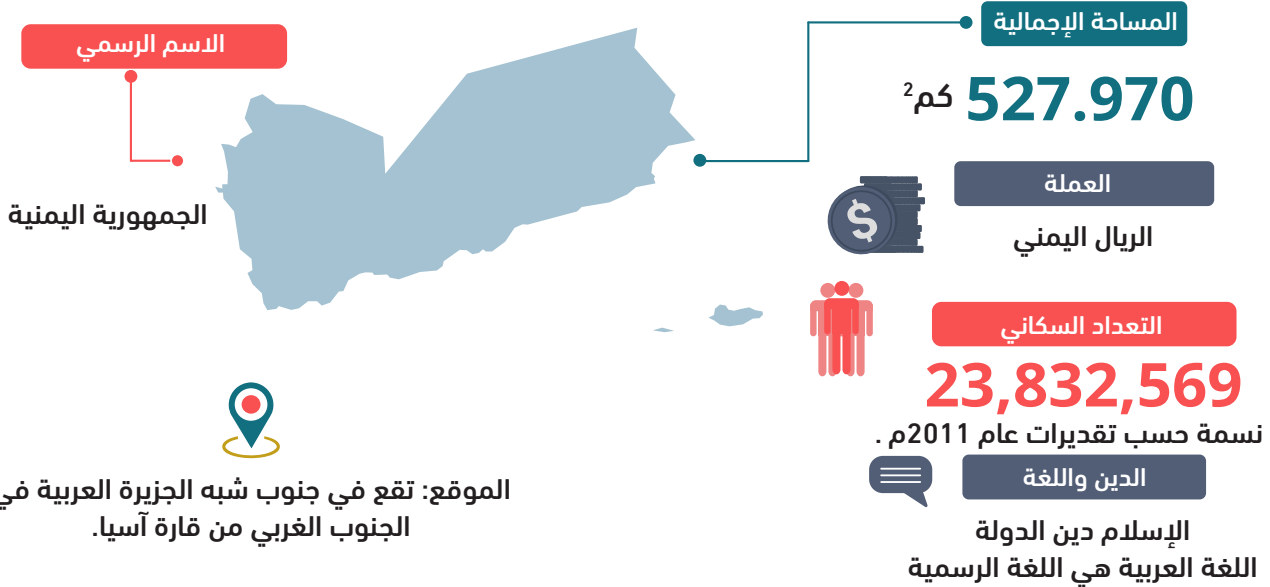 المساحة الإجمالية
527.970 كم²
العملة
الريال اليمني
التعداد السكاني
23,832,569
نسمة حسب تقديرات عام 2011م .
الدين واللغة
الإسلام دين الدولة
اللغة العربية هي اللغة الرسمية
الاسم الرسمي
الجمهورية اليمنية
الموقع: تقع في جنوب شبه الجزيرة العربية في
الجنوب الغربي من قارة آسيا.
$